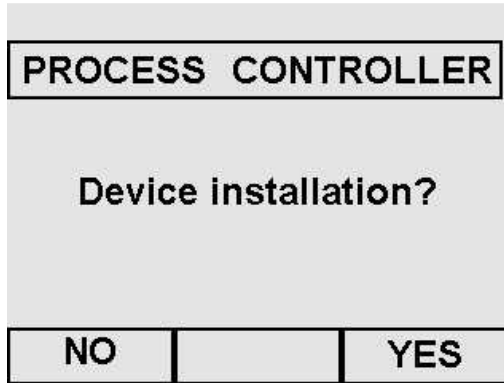 PROCESS CONTROLLER
Device installation?
NO YES